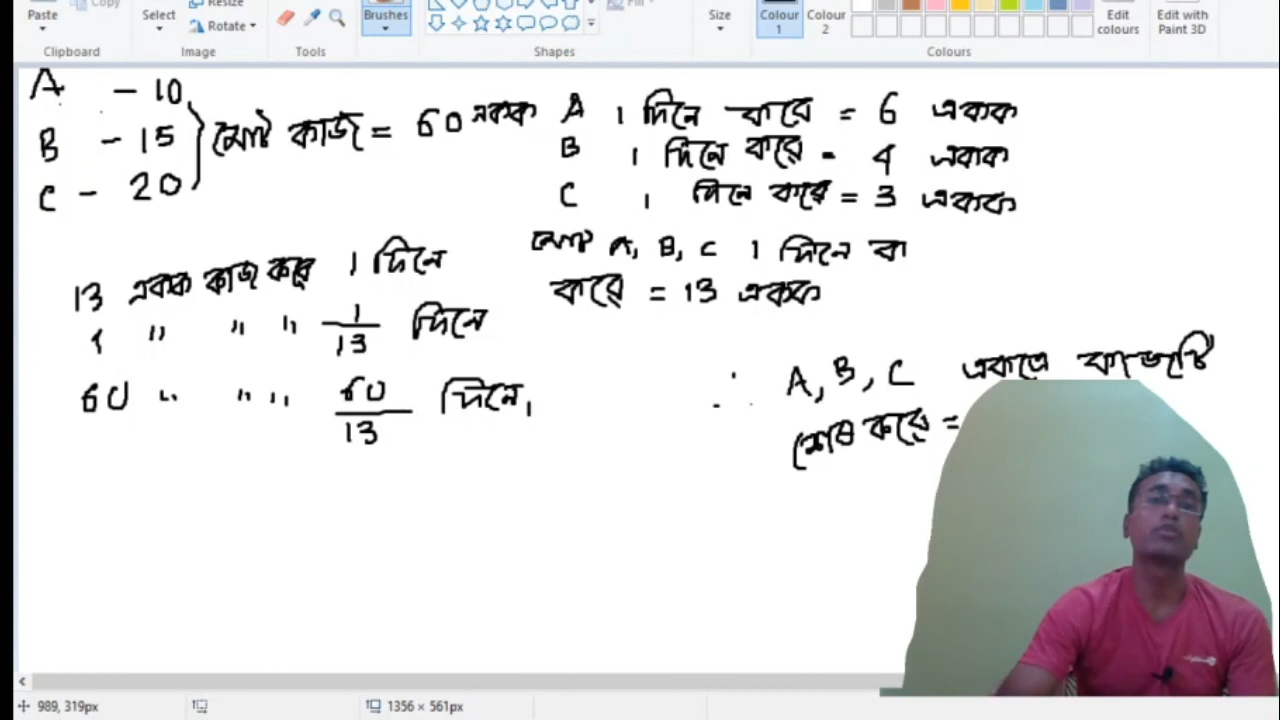 Paste
Copy
Select
Resize
Rotate
Brushes
Size
Colour 1
Colour 2
Edit colours
Edit with Paint 3D
Clipboard
Image
Tools
Shapes
Colours
A - 10
B - 15
C - 20
মোট কাজ = 60 একক
A 1 দিনে করে = 6 একক
B 1 দিনে করে = 4 একক
C 1 দিনে করে = 3 একক
মোট A, B, C 1 দিনে কা
করে = 13 একক
13 একক কাজ করে 1 দিনে
1 " " " 1/13 দিনে
60 " " " 60/13 দিনে।
∴ A, B, C একত্রে কাজটি
শেষ করে =
989, 319px
1356 × 561px